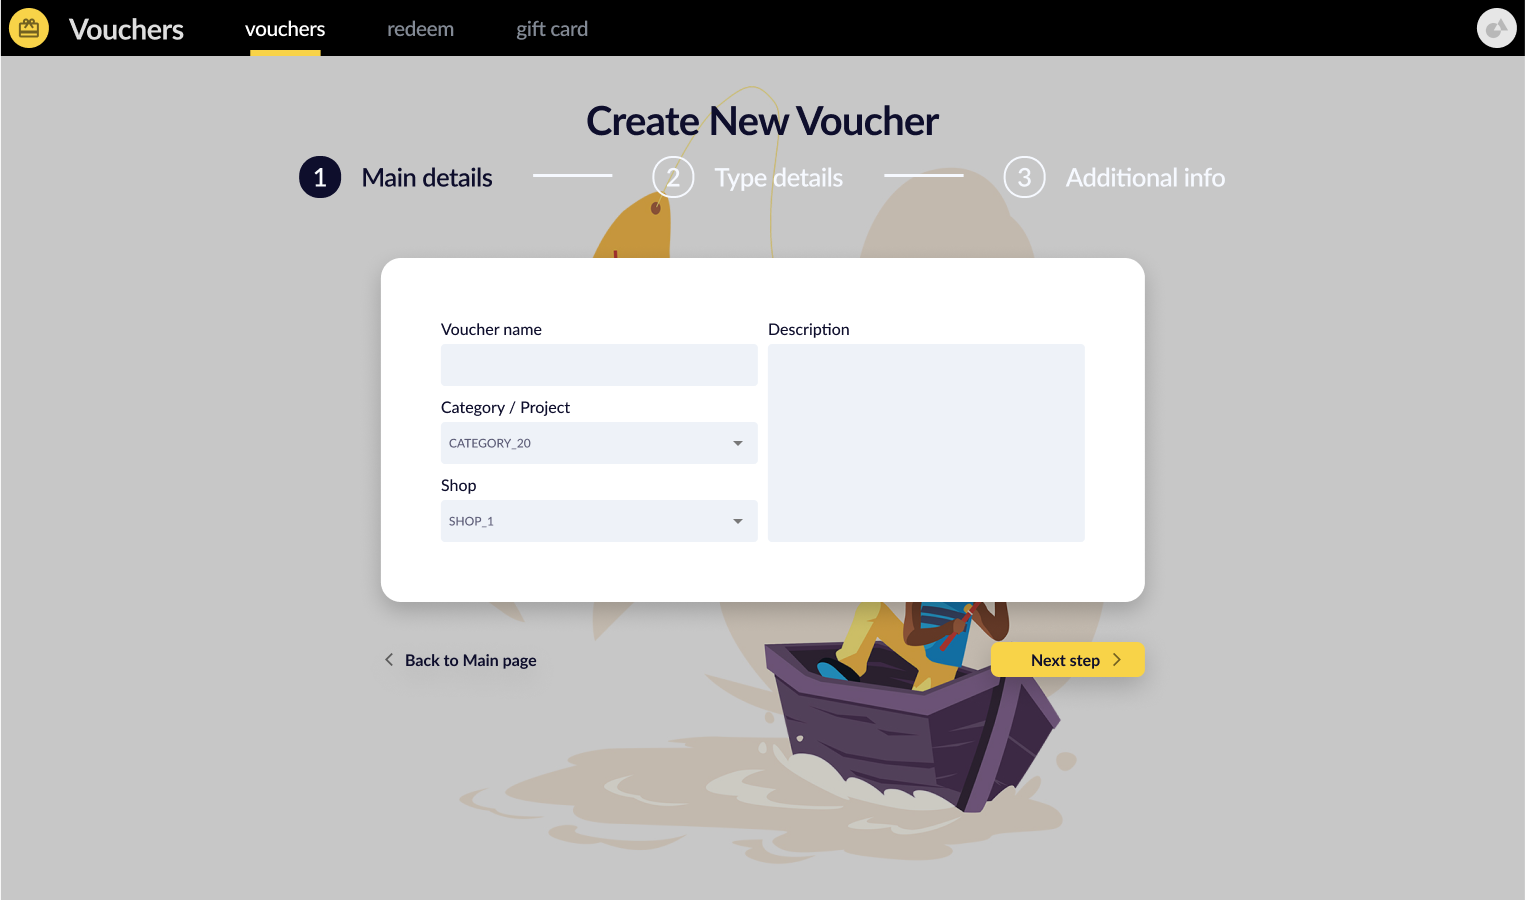 Vouchers
vouchers
redeem
gift card
Create New Voucher
1 Main details
2 Type details
3 Additional info
Voucher name
Description
Category / Project
CATEGORY_20
Shop
SHOP_1
Back to Main page
Next step